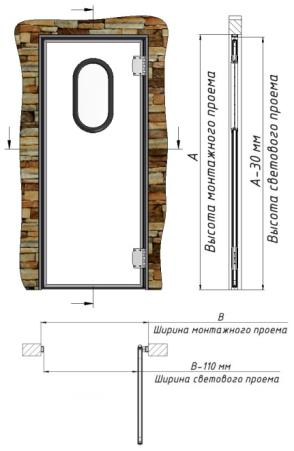 A
Высота монтажного проема
A-30 мм
Высота светового проема
B
Ширина монтажного проема
B-110 мм
Ширина светового проема